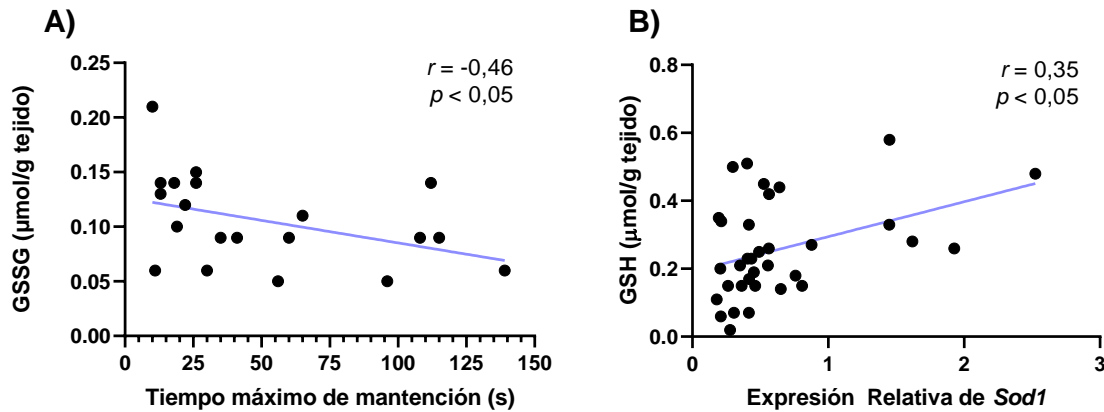 A)
r = -0,46
p < 0,05
0.25
0.20
0.15
0.10
0.05
0.00
GSSG (µmol/g tejido)
0 25 50 75 100 125 150
Tiempo máximo de mantención (s)
B)
r = 0,35
p < 0,05
0.8
0.6
0.4
0.2
0.0
GSH (µmol/g tejido)
0 1 2 3
Expresión Relativa de Sod1